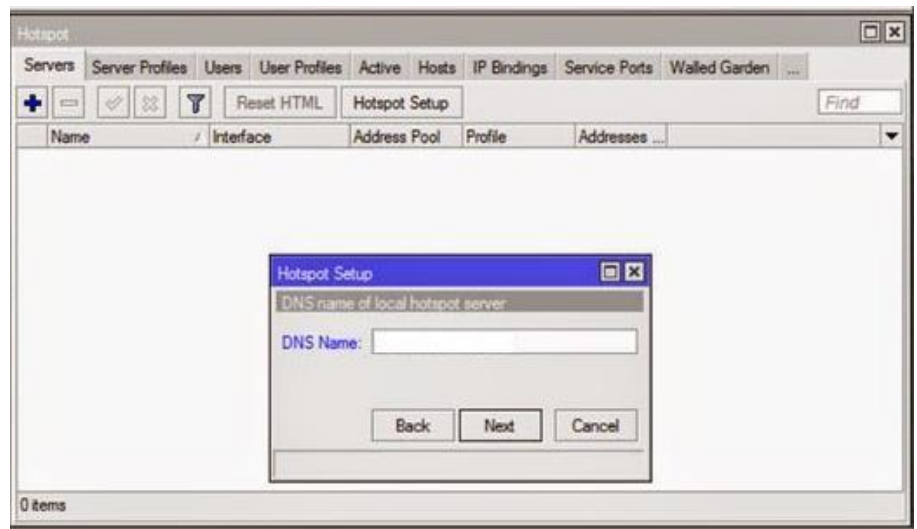 Hotspot
Servers Server Profiles Users User Profiles Active Hosts IP Bindings Service Ports Walled Garden ...
Reset HTML Hotspot Setup Find
Name Interface Address Pool Profile Addresses ...
Hotspot Setup
DNS name of local hotspot server
DNS Name:
Back Next Cancel
0 items